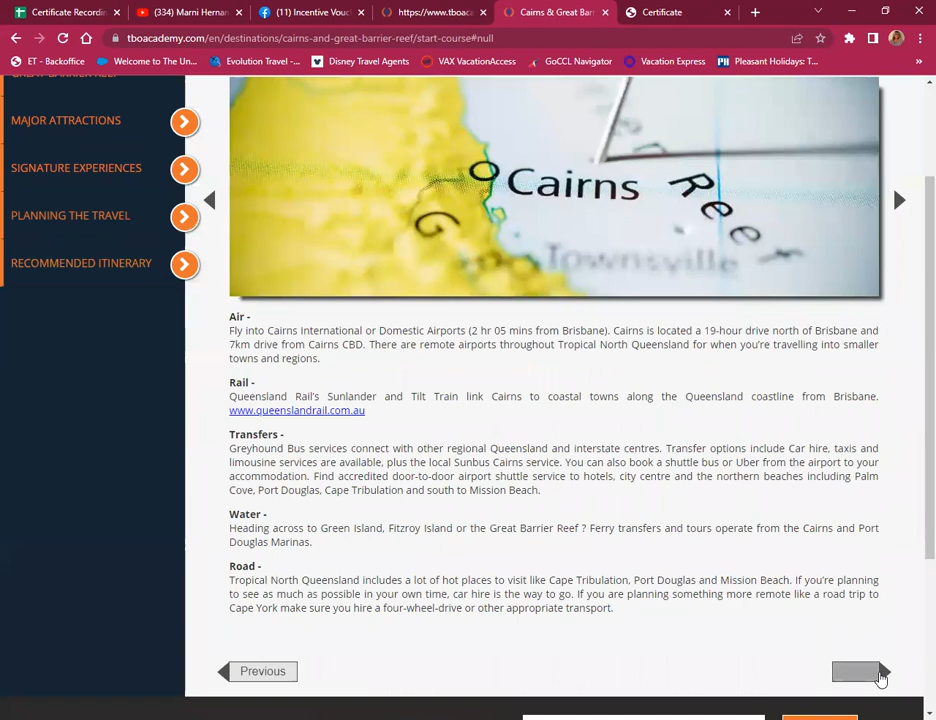 Certificate Recordin
(334) Marni Hernan
(11) Incentive Vouc
https://www.tboac
Cairns & Great Barr
Certificate
tboacademy.com/en/destinations/cairns-and-great-barrier-reef/start-course#null
ET - Backoffice
Welcome to The Un...
Evolution Travel -...
Disney Travel Agents
VAX VacationAccess
GoCCL Navigator
Vacation Express
Pleasant Holidays: T...
»
MAJOR ATTRACTIONS
SIGNATURE EXPERIENCES
PLANNING THE TRAVEL
RECOMMENDED ITINERARY
Cairns
Reef
G
Townsville
Air -
Fly into Cairns International or Domestic Airports (2 hr 05 mins from Brisbane). Cairns is located a 19-hour drive north of Brisbane and
7km drive from Cairns CBD. There are remote airports throughout Tropical North Queensland for when you're travelling into smaller
towns and regions.
Rail -
Queensland Rail's Sunlander and Tilt Train link Cairns to coastal towns along the Queensland coastline from Brisbane.
www.queenslandrail.com.au
Transfers -
Greyhound Bus services connect with other regional Queensland and interstate centres. Transfer options include Car hire, taxis and
limousine services are available, plus the local Sunbus Cairns service. You can also book a shuttle bus or Uber from the airport to your
accommodation. Find accredited door-to-door airport shuttle service to hotels, city centre and the northern beaches including Palm
Cove, Port Douglas, Cape Tribulation and south to Mission Beach.
Water -
Heading across to Green Island, Fitzroy Island or the Great Barrier Reef ? Ferry transfers and tours operate from the Cairns and Port
Douglas Marinas.
Road -
Tropical North Queensland includes a lot of hot places to visit like Cape Tribulation, Port Douglas and Mission Beach. If you're planning
to see as much as possible in your own time, car hire is the way to go. If you are planning something more remote like a road trip to
Cape York make sure you hire a four-wheel-drive or other appropriate transport.
Previous